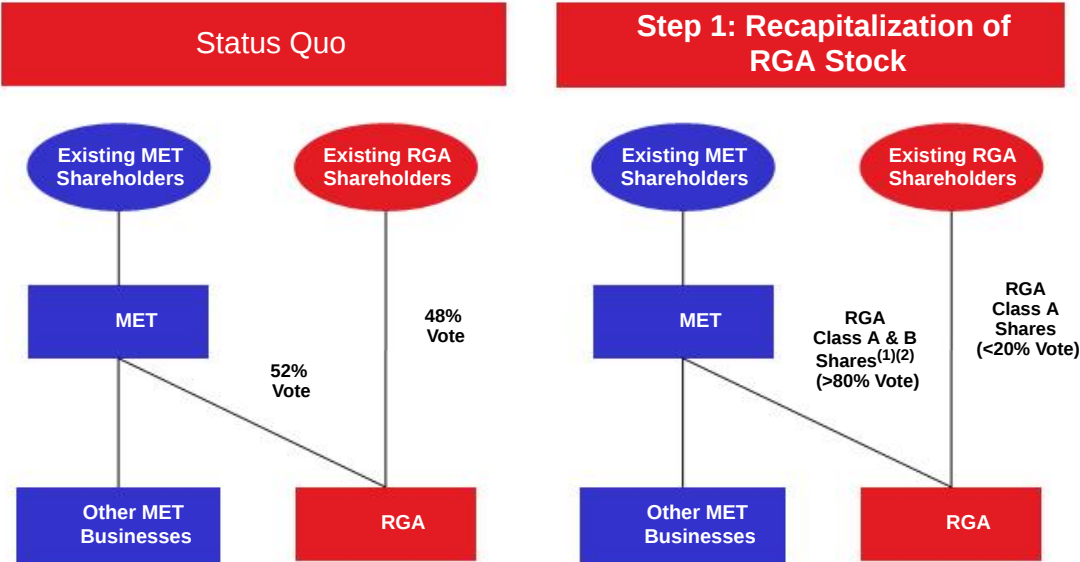 Status Quo
Existing MET
Shareholders
Existing RGA
Shareholders
MET
48%
Vote
52%
Vote
Other MET
Businesses
RGA
Step 1: Recapitalization of
RGA Stock
Existing MET
Shareholders
Existing RGA
Shareholders
MET
RGA
Class A & B
Shares(1)(2)
(>80% Vote)
RGA
Class A
Shares
(<20% Vote)
Other MET
Businesses
RGA